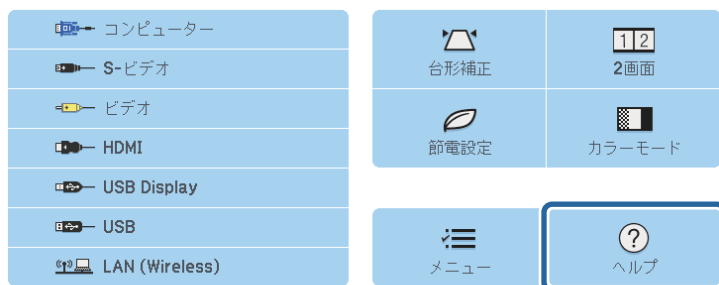 コンピューター
S-ビデオ
ビデオ
HDMI
USB Display
USB
LAN (Wireless)
台形補正
1 2
2画面
節電設定
カラーモード
メニュー
?
ヘルプ